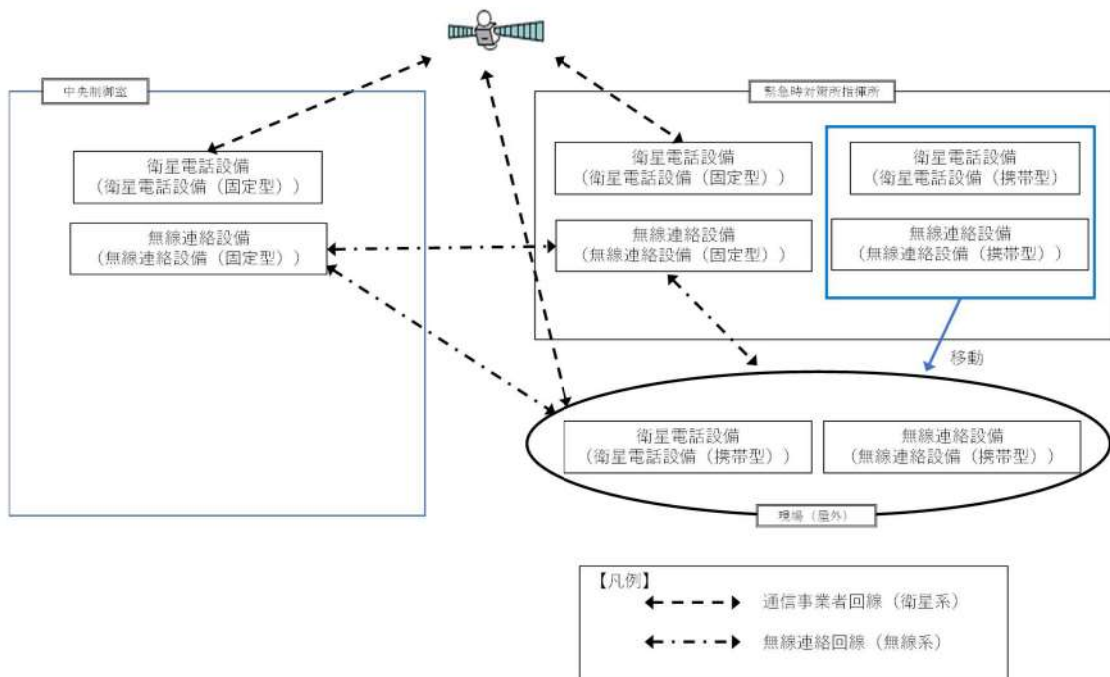 中央制御室
緊急時対策所指揮所
衛星電話設備
(衛星電話設備(固定型))
無線連絡設備
(無線連絡設備(固定型))
衛星電話設備
(衛星電話設備(固定型))
無線連絡設備
(無線連絡設備(固定型))
衛星電話設備
(衛星電話設備(携帯型)
無線連絡設備
(無線連絡設備(携帯型))
移動
衛星電話設備
(衛星電話設備(携帯型))
無線連絡設備
(無線連絡設備(携帯型))
現場(屋外)
【凡例】
通信事業者回線(衛星系)
無線連絡回線(無線系)